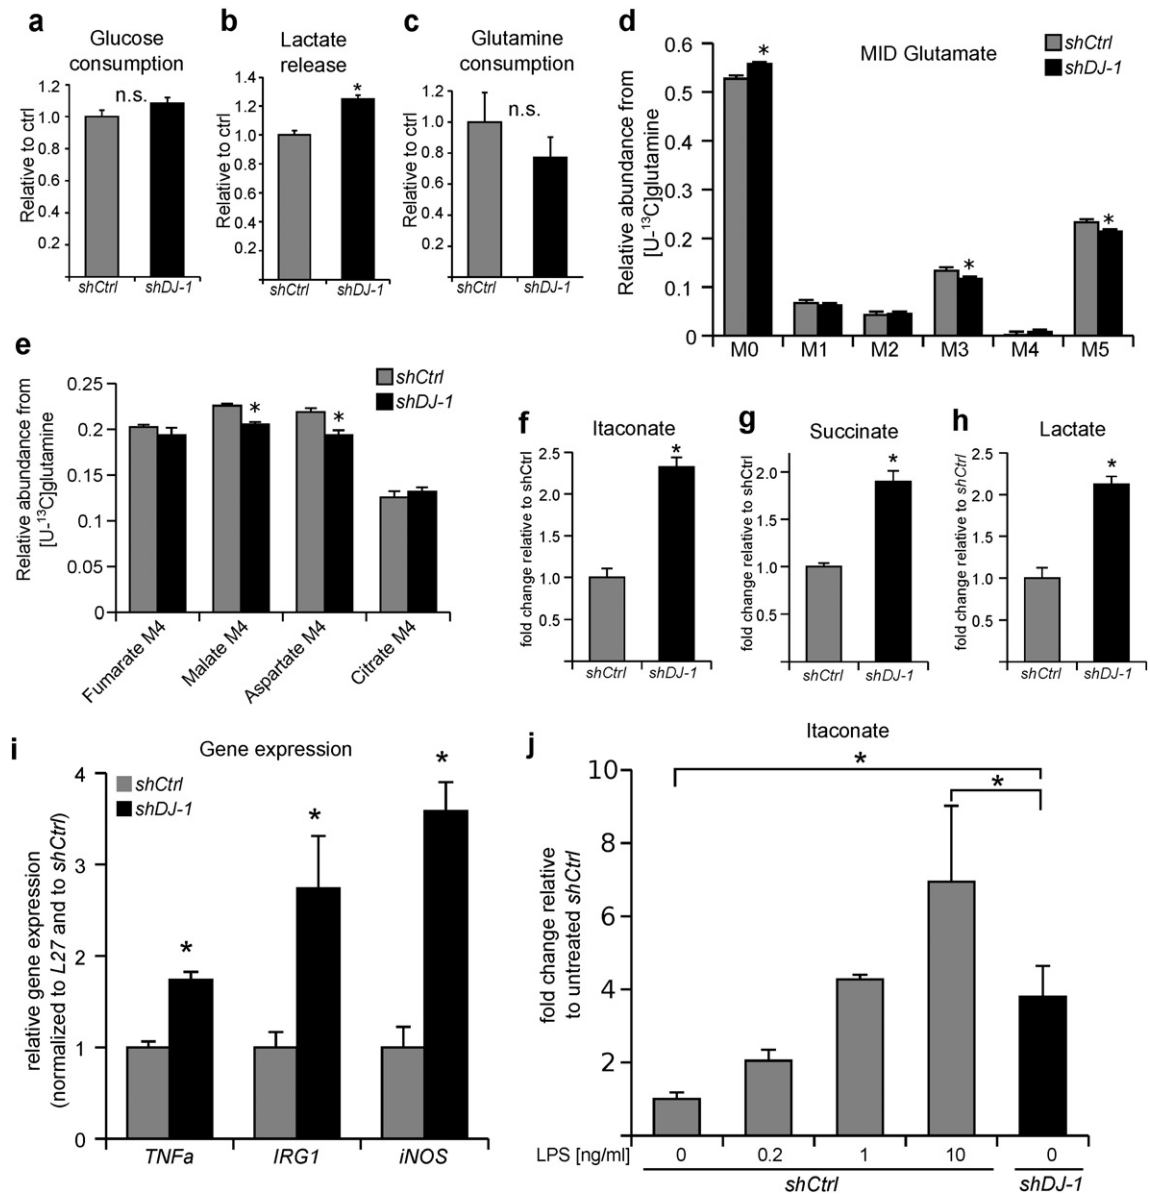 a
Glucose
consumption
Relative to ctrl
1.2
1.0
0.8
0.6
0.4
0.2
n.s.
shCtrl
shDJ-1
b
Lactate
release
Relative to ctrl
1.4
1.2
1.0
0.8
0.6
0.4
0.2
*
shCtrl
shDJ-1
c
Glutamine
consumption
Relative to ctrl
1.2
1.0
0.8
0.6
0.4
0.2
n.s.
shCtrl
shDJ-1
d
MID Glutamate
shCtrl
shDJ-1
Relative abundance from
[U-¹³C]glutamine
0.6
0.5
0.4
0.3
0.2
0.1
0
*
*
*
M0 M1 M2 M3 M4 M5
e
shCtrl
shDJ-1
Relative abundance from
[U-¹³C]glutamine
0.25
0.2
0.15
0.1
0.05
0
*
*
Fumarate M4
Malate M4
Aspartate M4
Citrate M4
f
Itaconate
fold change relative to shCtrl
2.5
2.0
1.5
1.0
0.5
*
shCtrl
shDJ-1
g
Succinate
fold change relative to shCtrl
2.0
1.5
1.0
0.5
*
shCtrl
shDJ-1
h
Lactate
fold change relative to shCtrl
2.5
2.0
1.5
1.0
0.5
*
shCtrl
shDJ-1
i
Gene expression
shCtrl
shDJ-1
relative gene expression
(normalized to L27 and to shCtrl)
4
3
2
1
0
*
*
*
TNFa IRG1 iNOS
j
Itaconate
fold change relative
to untreated shCtrl
10
8
6
4
2
*
*
LPS [ng/ml] 0 0.2 1 10 0
shCtrl shDJ-1